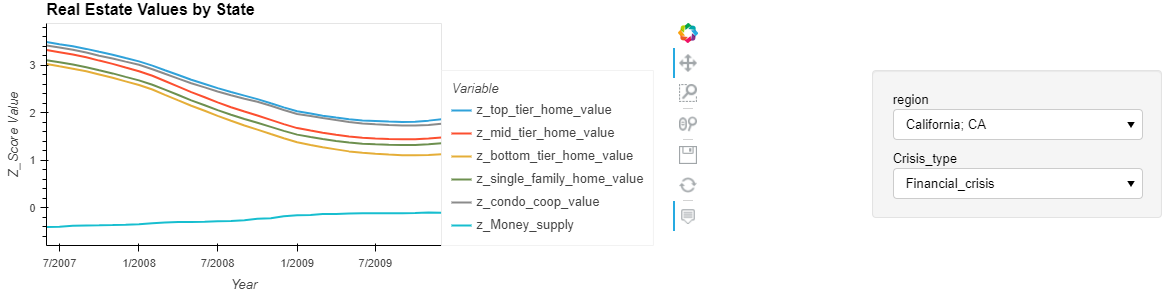 Real Estate Values by State
Z_Score Value
3
2
1
0
7/2007
1/2008
7/2008
1/2009
7/2009
Year
Variable
z_top_tier_home_value
z_mid_tier_home_value
z_bottom_tier_home_value
z_single_family_home_value
z_condo_coop_value
z_Money_supply
region
California; CA
Crisis_type
Financial_crisis